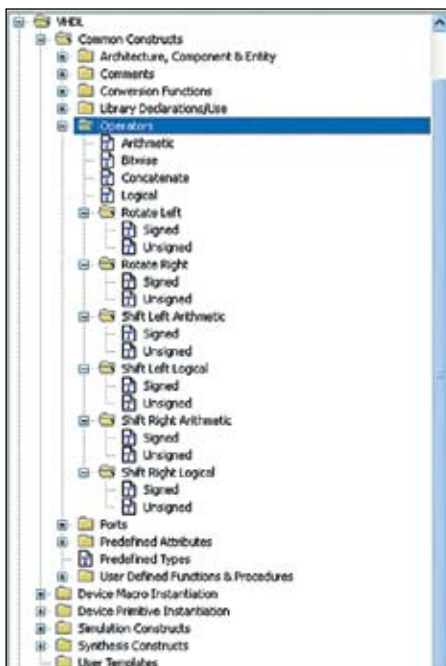 VHDL
Common Constructs
Architecture, Component & Entity
Comments
Conversion Functions
Library Declarations/Use
Operators
Arithmetic
Bitwise
Concatenate
Logical
Rotate Left
Signed
Unsigned
Rotate Right
Signed
Unsigned
Shift Left Arithmetic
Signed
Unsigned
Shift Left Logical
Signed
Unsigned
Shift Right Arithmetic
Signed
Unsigned
Shift Right Logical
Signed
Unsigned
Ports
Predefined Attributes
Predefined Types
User Defined Functions & Procedures
Device Macro Instantiation
Device Primitive Instantiation
Simulation Constructs
Synthesis Constructs
User Templates